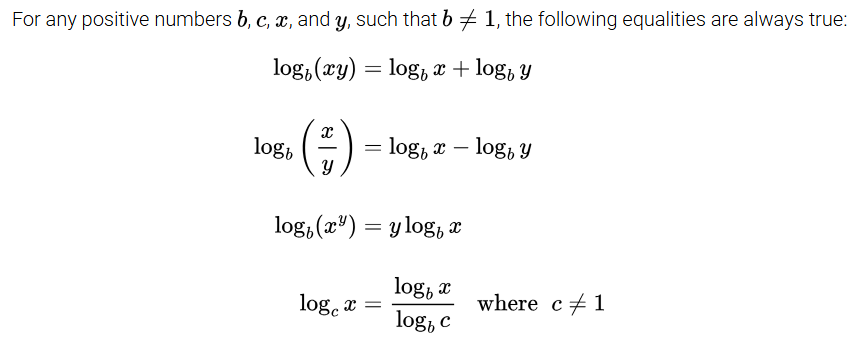 For any positive numbers b, c, x, and y, such that b ≠ 1, the following equalities are always true:
log_b(xy) = log_b x + log_b y
log_b (x/y) = log_b x − log_b y
log_b(x^y) = y log_b x
log_c x = (log_b x)/(log_b c) where c ≠ 1